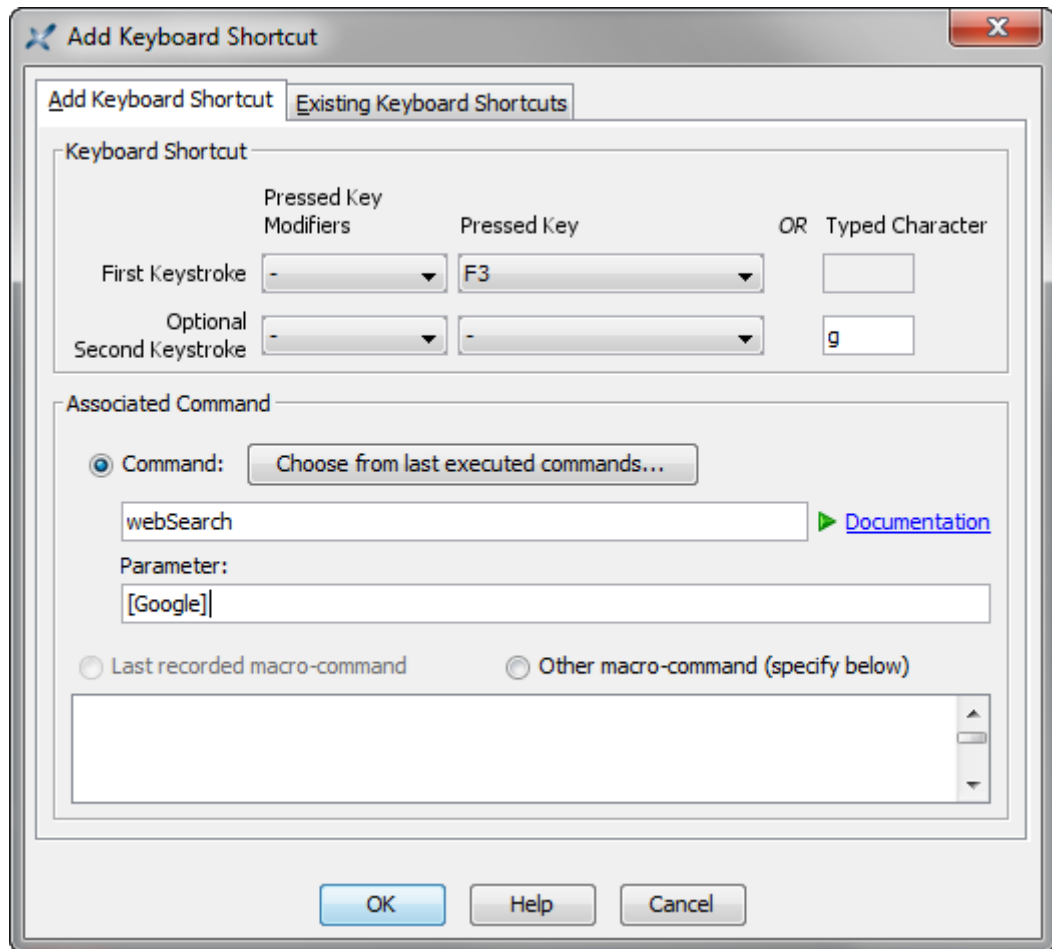 Add Keyboard Shortcut
Add Keyboard Shortcut Existing Keyboard Shortcuts
Keyboard Shortcut
Pressed Key
Modifiers Pressed Key OR Typed Character
First Keystroke - F3
Optional
Second Keystroke - - g
Associated Command
Command: Choose from last executed commands...
webSearch Documentation
Parameter:
[Google]
Last recorded macro-command Other macro-command (specify below)
OK Help Cancel